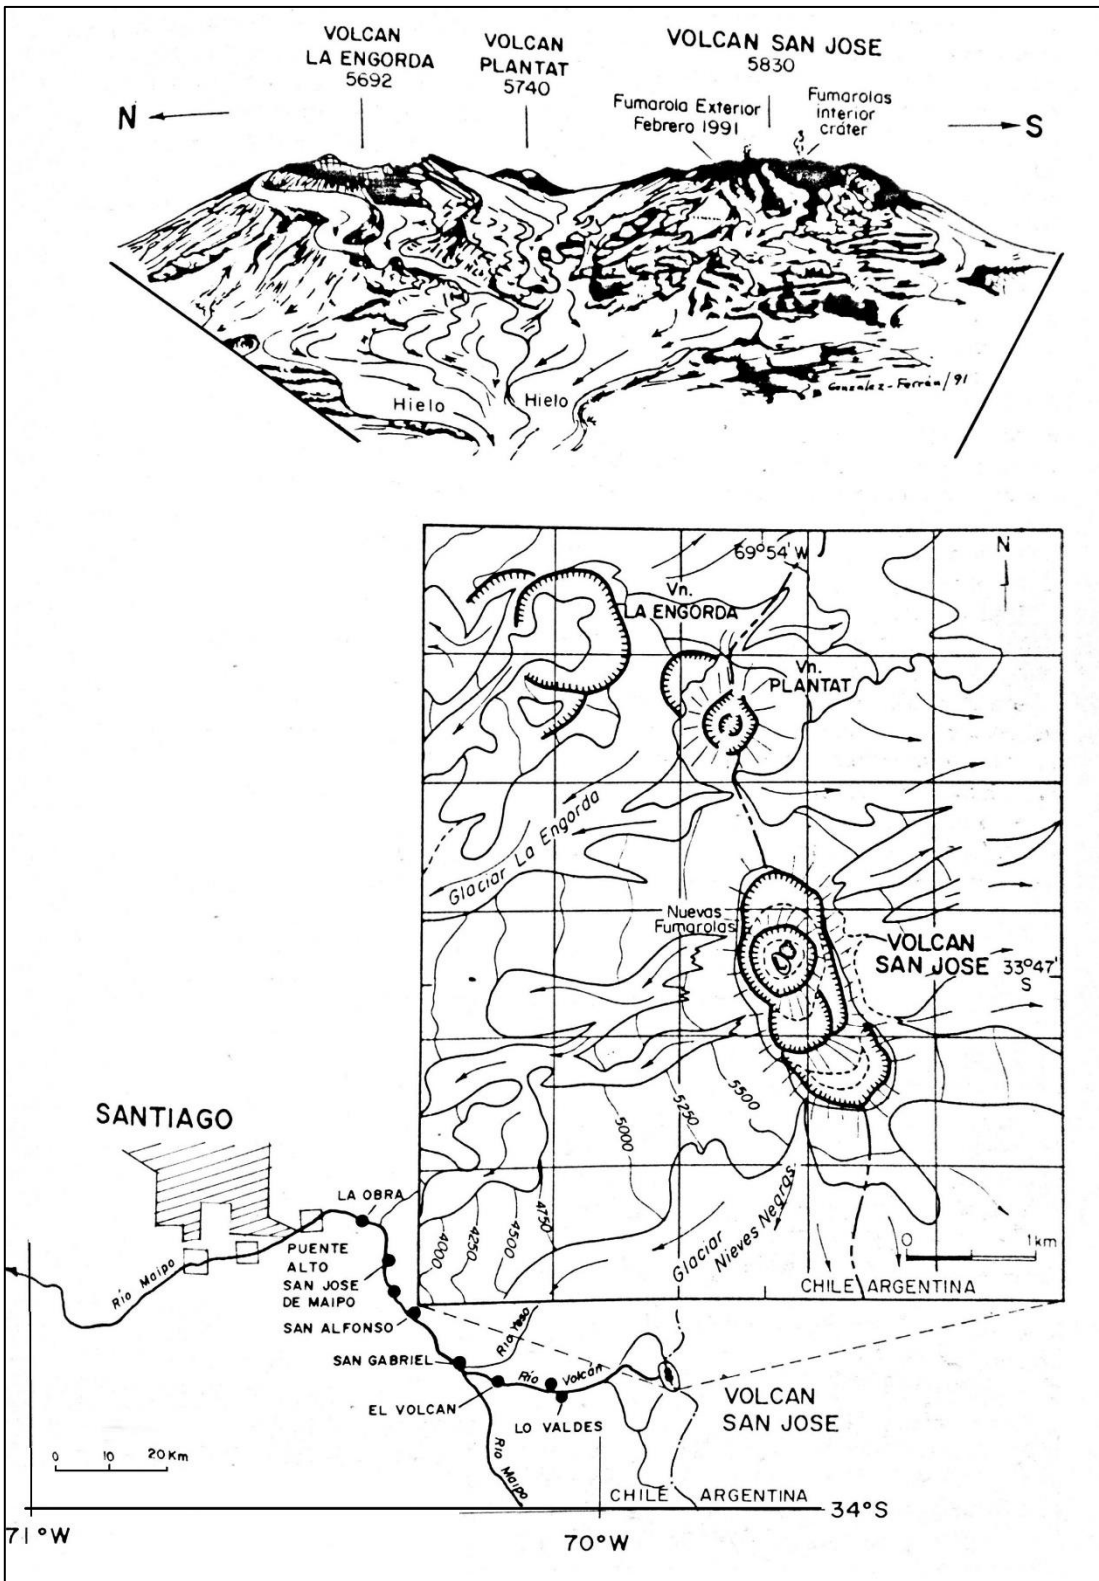 VOLCAN
LA ENGORDA
5692
VOLCAN
PLANTAT
5740
VOLCAN SAN JOSE
5830
Fumarola Exterior
Febrero 1991
Fumarolas
interior
cráter
N
S
Hielo
Hielo
Gonzalez-Ferrán/91
69°54' W
N
Vn.
LA ENGORDA
Vn.
PLANTAT
Glaciar La Engorda
Nuevas
Fumarolas
VOLCAN
SAN JOSE
33°47'
S
5500
5250
5000
4750
4500
4250
4000
Glaciar
Nieves Negras
0 1km
CHILE ARGENTINA
SANTIAGO
LA OBRA
PUENTE
ALTO
SAN JOSE
DE MAIPO
SAN ALFONSO
SAN GABRIEL
EL VOLCAN
LO VALDES
Río Maipo
Río Yeso
Río Volcán
Río Maipo
VOLCAN
SAN JOSE
0 10 20 Km
CHILE ARGENTINA
34°S
71°W
70°W